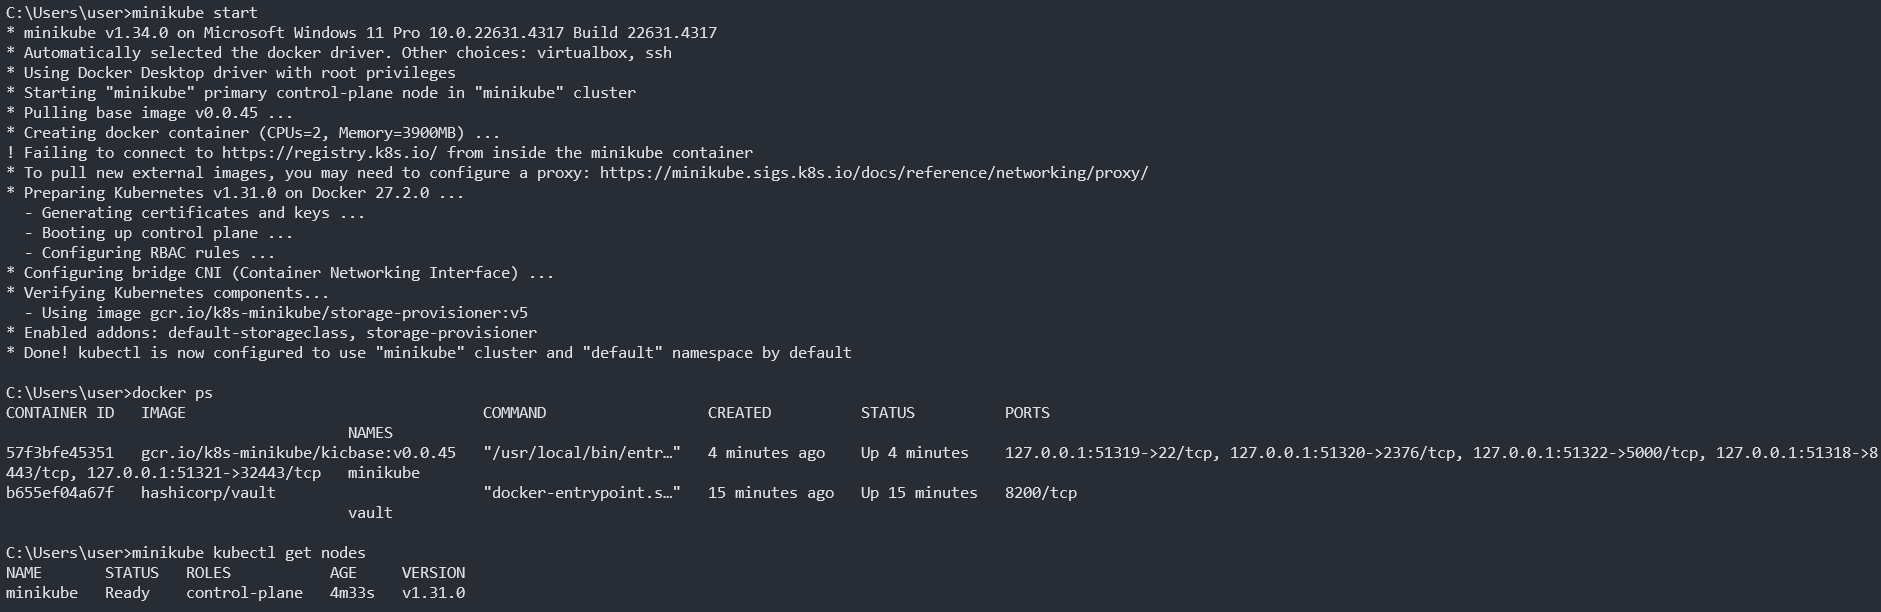 C:\Users\user>minikube start
* minikube v1.34.0 on Microsoft Windows 11 Pro 10.0.22631.4317 Build 22631.4317
* Automatically selected the docker driver. Other choices: virtualbox, ssh
* Using Docker Desktop driver with root privileges
* Starting "minikube" primary control-plane node in "minikube" cluster
* Pulling base image v0.0.45 ...
* Creating docker container (CPUs=2, Memory=3900MB) ...
! Failing to connect to https://registry.k8s.io/ from inside the minikube container
* To pull new external images, you may need to configure a proxy: https://minikube.sigs.k8s.io/docs/reference/networking/proxy/
* Preparing Kubernetes v1.31.0 on Docker 27.2.0 ...
  - Generating certificates and keys ...
  - Booting up control plane ...
  - Configuring RBAC rules ...
* Configuring bridge CNI (Container Networking Interface) ...
* Verifying Kubernetes components...
  - Using image gcr.io/k8s-minikube/storage-provisioner:v5
* Enabled addons: default-storageclass, storage-provisioner
* Done! kubectl is now configured to use "minikube" cluster and "default" namespace by default

C:\Users\user>docker ps
CONTAINER ID   IMAGE                                 COMMAND                  CREATED          STATUS          PORTS
                                      NAMES
57f3bfe45351   gcr.io/k8s-minikube/kicbase:v0.0.45   "/usr/local/bin/entr…"   4 minutes ago    Up 4 minutes    127.0.0.1:51319->22/tcp, 127.0.0.1:51320->2376/tcp, 127.0.0.1:51322->5000/tcp, 127.0.0.1:51318->8
443/tcp, 127.0.0.1:51321->32443/tcp   minikube
b655ef04a67f   hashicorp/vault                       "docker-entrypoint.s…"   15 minutes ago   Up 15 minutes   8200/tcp
                                      vault

C:\Users\user>minikube kubectl get nodes
NAME       STATUS   ROLES           AGE     VERSION
minikube   Ready    control-plane   4m33s   v1.31.0